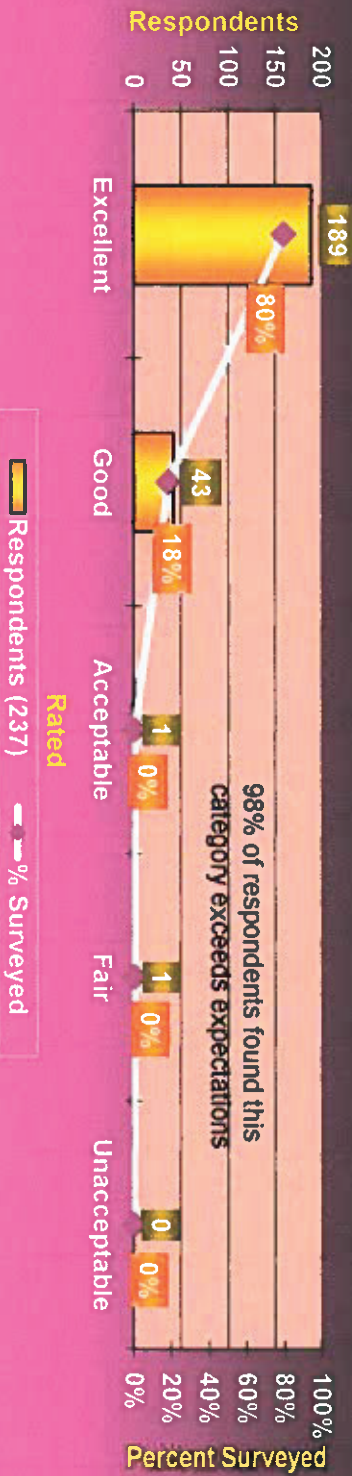 Respondents
200
150
100
50
0
189
80%
43
18%
1
0%
1
0%
0
0%
98% of respondents found this
category exceeds expectations
100%
80%
60%
40%
20%
0%
Percent Surveyed
Excellent
Good
Acceptable
Fair
Unacceptable
Rated
Respondents (237)
% Surveyed